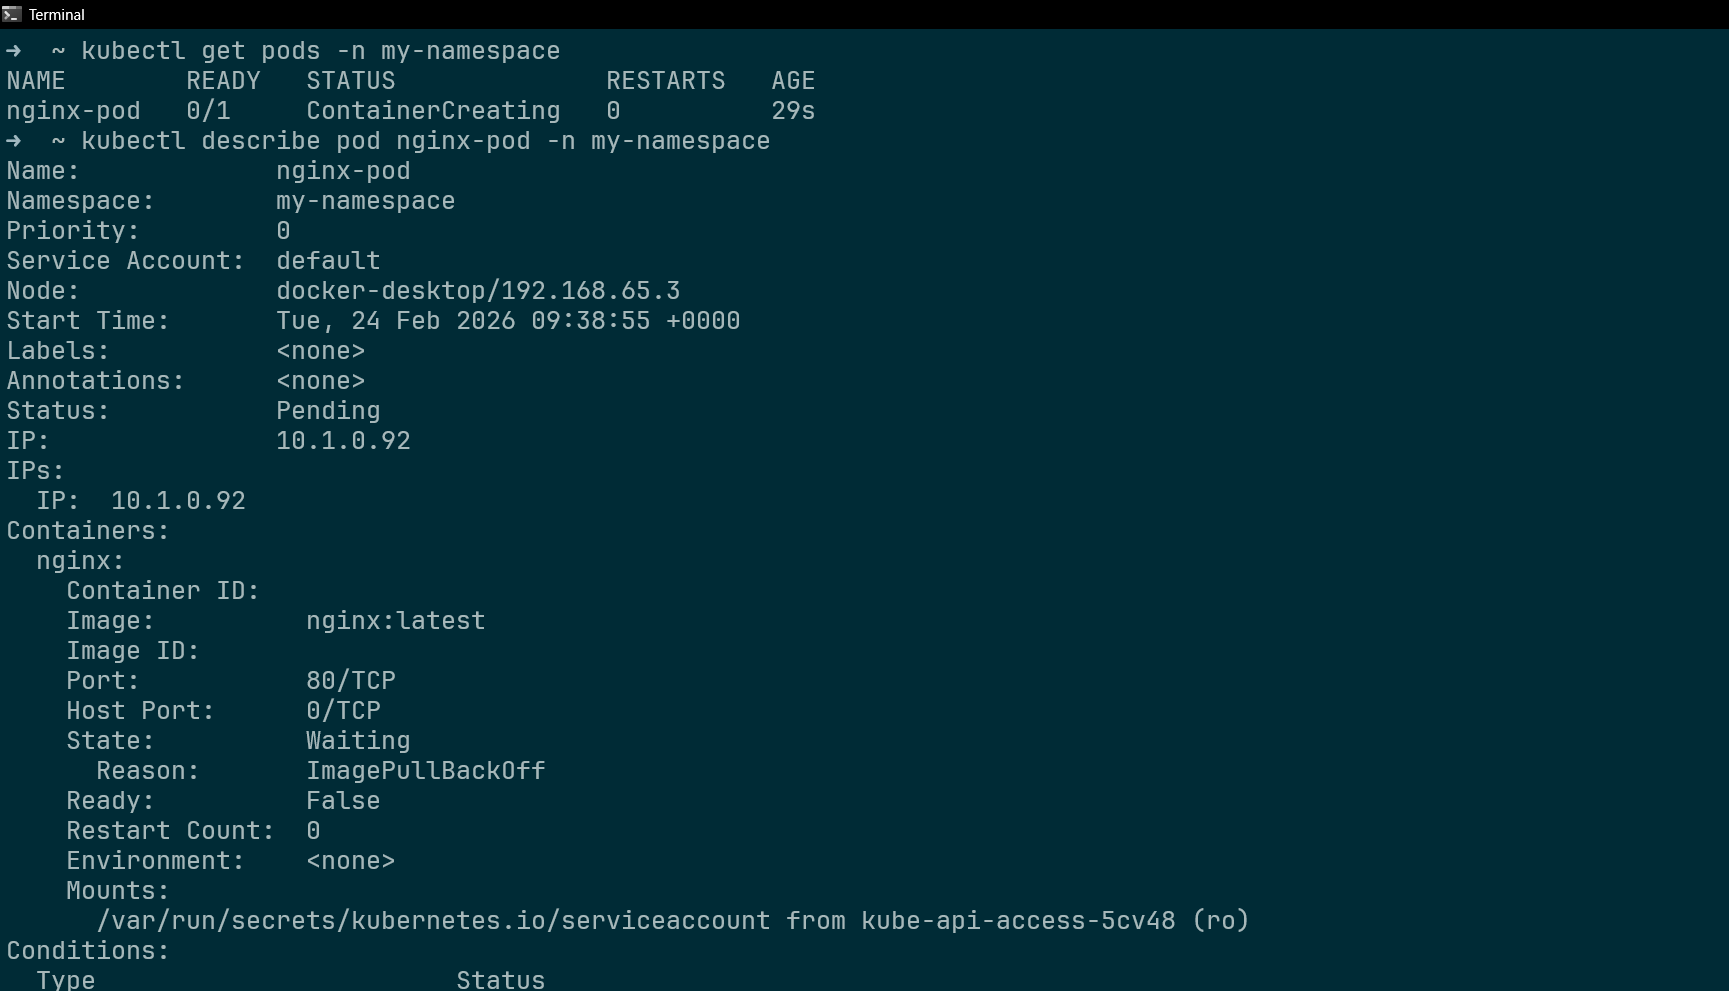 Terminal
→  ~ kubectl get pods -n my-namespace
NAME        READY   STATUS              RESTARTS   AGE
nginx-pod   0/1     ContainerCreating   0          29s
→  ~ kubectl describe pod nginx-pod -n my-namespace
Name:             nginx-pod
Namespace:        my-namespace
Priority:         0
Service Account:  default
Node:             docker-desktop/192.168.65.3
Start Time:       Tue, 24 Feb 2026 09:38:55 +0000
Labels:           <none>
Annotations:      <none>
Status:           Pending
IP:               10.1.0.92
IPs:
  IP:  10.1.0.92
Containers:
  nginx:
    Container ID:
    Image:          nginx:latest
    Image ID:
    Port:           80/TCP
    Host Port:      0/TCP
    State:          Waiting
      Reason:       ImagePullBackOff
    Ready:          False
    Restart Count:  0
    Environment:    <none>
    Mounts:
      /var/run/secrets/kubernetes.io/serviceaccount from kube-api-access-5cv48 (ro)
Conditions:
  Type                        Status